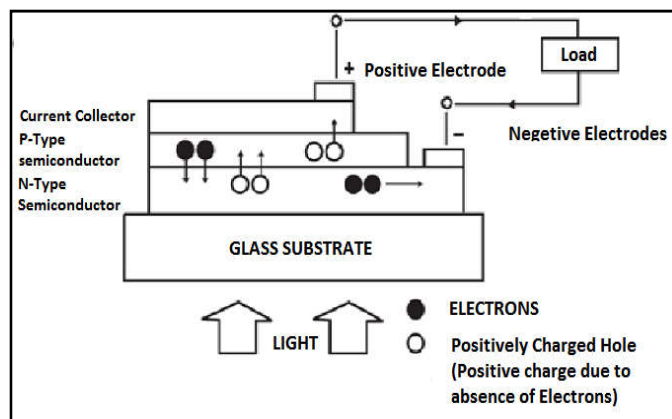 Load
+ Positive Electrode
−
Negetive Electrodes
Current Collector
P-Type
semiconductor
N-Type
Semiconductor
GLASS SUBSTRATE
LIGHT
ELECTRONS
Positively Charged Hole
(Positive charge due to
absence of Electrons)